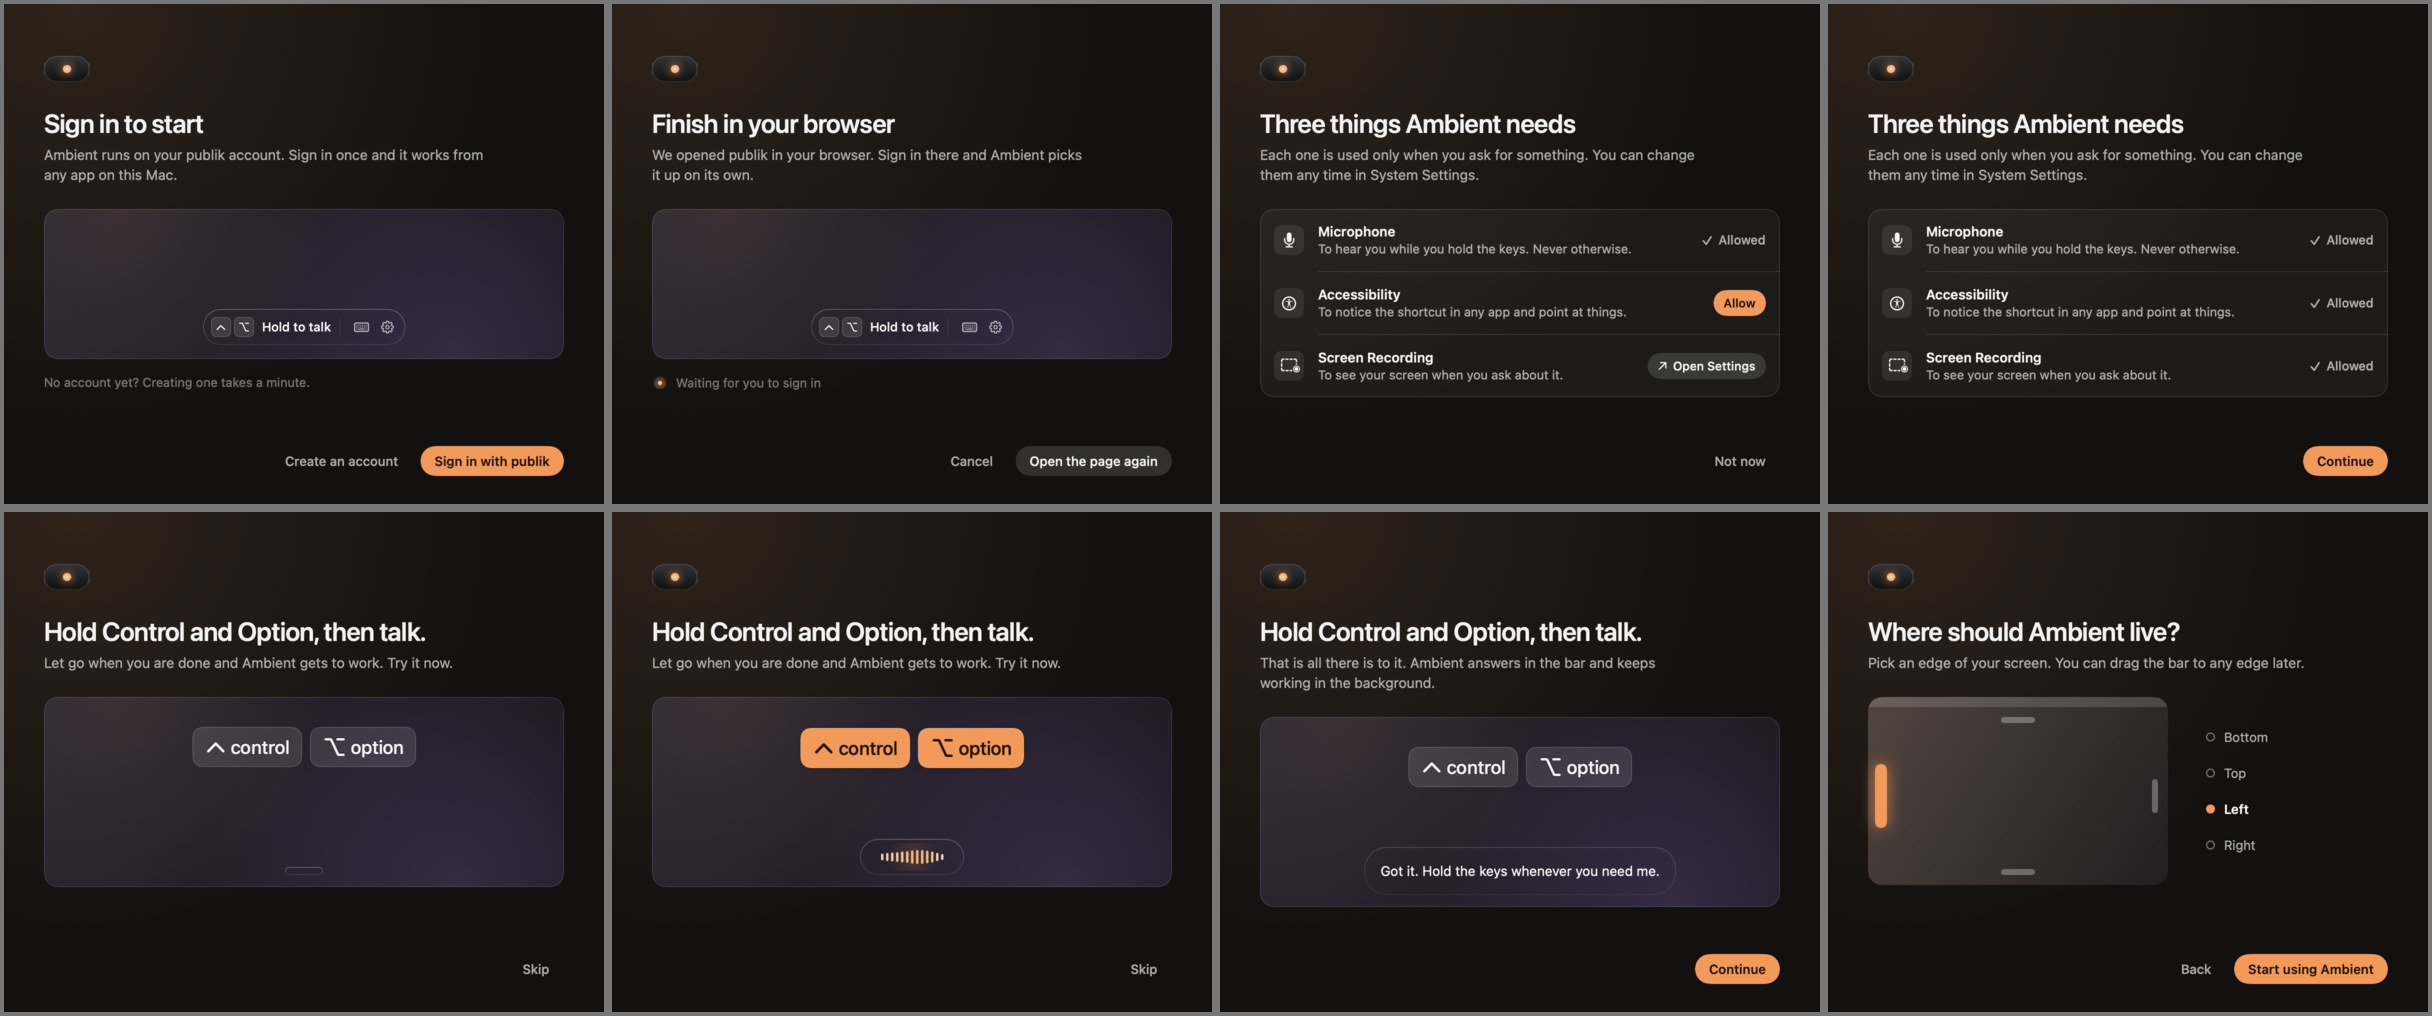 Sign in to start
Ambient runs on your publik account. Sign in once and it works from
any app on this Mac.
Hold to talk
No account yet? Creating one takes a minute.
Create an account
Sign in with publik
Finish in your browser
We opened publik in your browser. Sign in there and Ambient picks
it up on its own.
Hold to talk
Waiting for you to sign in
Cancel
Open the page again
Three things Ambient needs
Each one is used only when you ask for something. You can change
them any time in System Settings.
Microphone
To hear you while you hold the keys. Never otherwise.
✓ Allowed
Accessibility
To notice the shortcut in any app and point at things.
Allow
Screen Recording
To see your screen when you ask about it.
↗ Open Settings
Not now
Three things Ambient needs
Each one is used only when you ask for something. You can change
them any time in System Settings.
Microphone
To hear you while you hold the keys. Never otherwise.
✓ Allowed
Accessibility
To notice the shortcut in any app and point at things.
✓ Allowed
Screen Recording
To see your screen when you ask about it.
✓ Allowed
Continue
Hold Control and Option, then talk.
Let go when you are done and Ambient gets to work. Try it now.
⌃ control
⌥ option
Skip
Hold Control and Option, then talk.
Let go when you are done and Ambient gets to work. Try it now.
⌃ control
⌥ option
Skip
Hold Control and Option, then talk.
That is all there is to it. Ambient answers in the bar and keeps
working in the background.
⌃ control
⌥ option
Got it. Hold the keys whenever you need me.
Continue
Where should Ambient live?
Pick an edge of your screen. You can drag the bar to any edge later.
Bottom
Top
Left
Right
Back
Start using Ambient